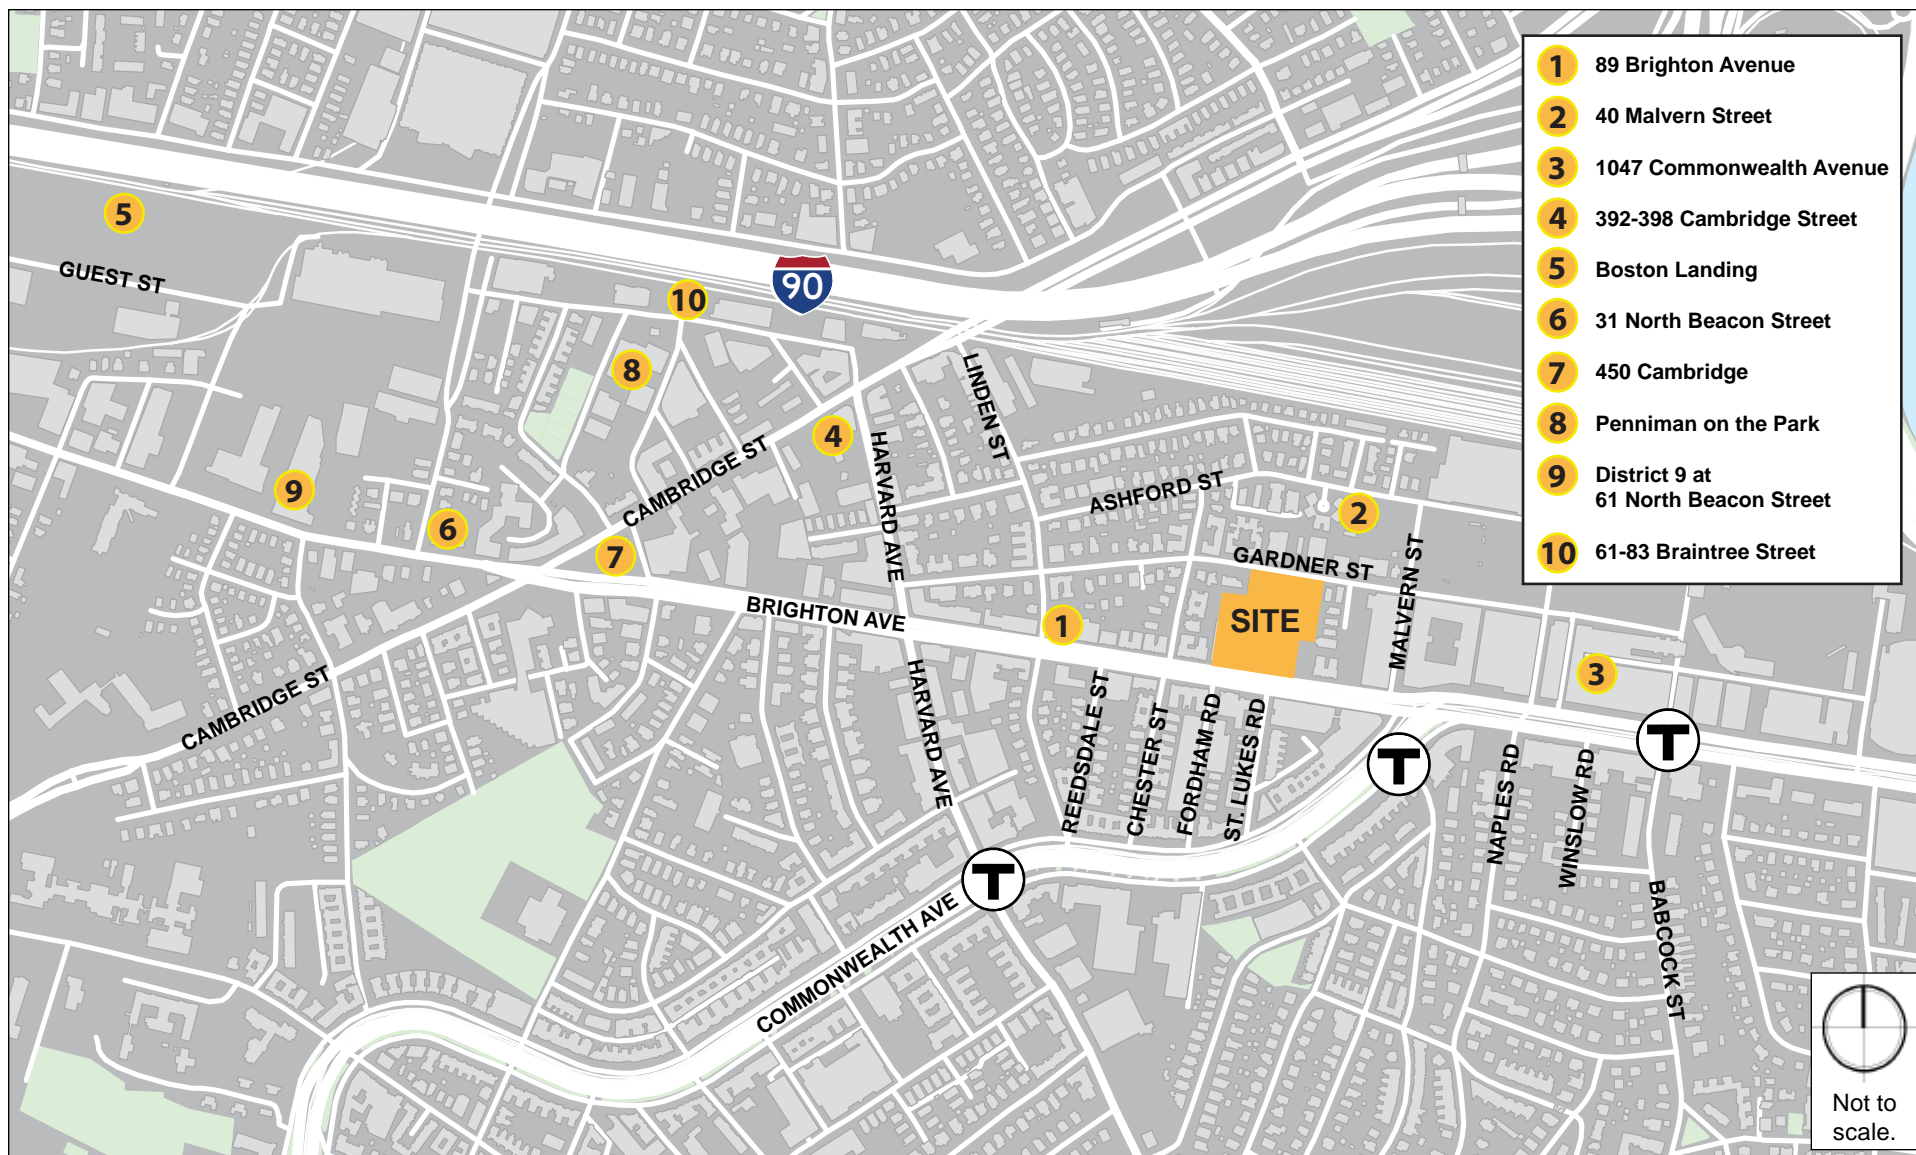 1 89 Brighton Avenue
2 40 Malvern Street
3 1047 Commonwealth Avenue
4 392-398 Cambridge Street
5 Boston Landing
6 31 North Beacon Street
7 450 Cambridge
8 Penniman on the Park
9 District 9 at
61 North Beacon Street
10 61-83 Braintree Street
5
GUEST ST
90
10
8
LINDEN ST
4
HARVARD AVE
CAMBRIDGE ST
9
6
7
ASHFORD ST
2
GARDNER ST
MALVERN ST
BRIGHTON AVE
1
SITE
3
CAMBRIDGE ST
HARVARD AVE
REEDSDALE ST
CHESTER ST
FORDHAM RD
ST. LUKES RD
T
T
NAPLES RD
WINSLOW RD
T
COMMONWEALTH AVE
BABCOCK ST
Not to
scale.